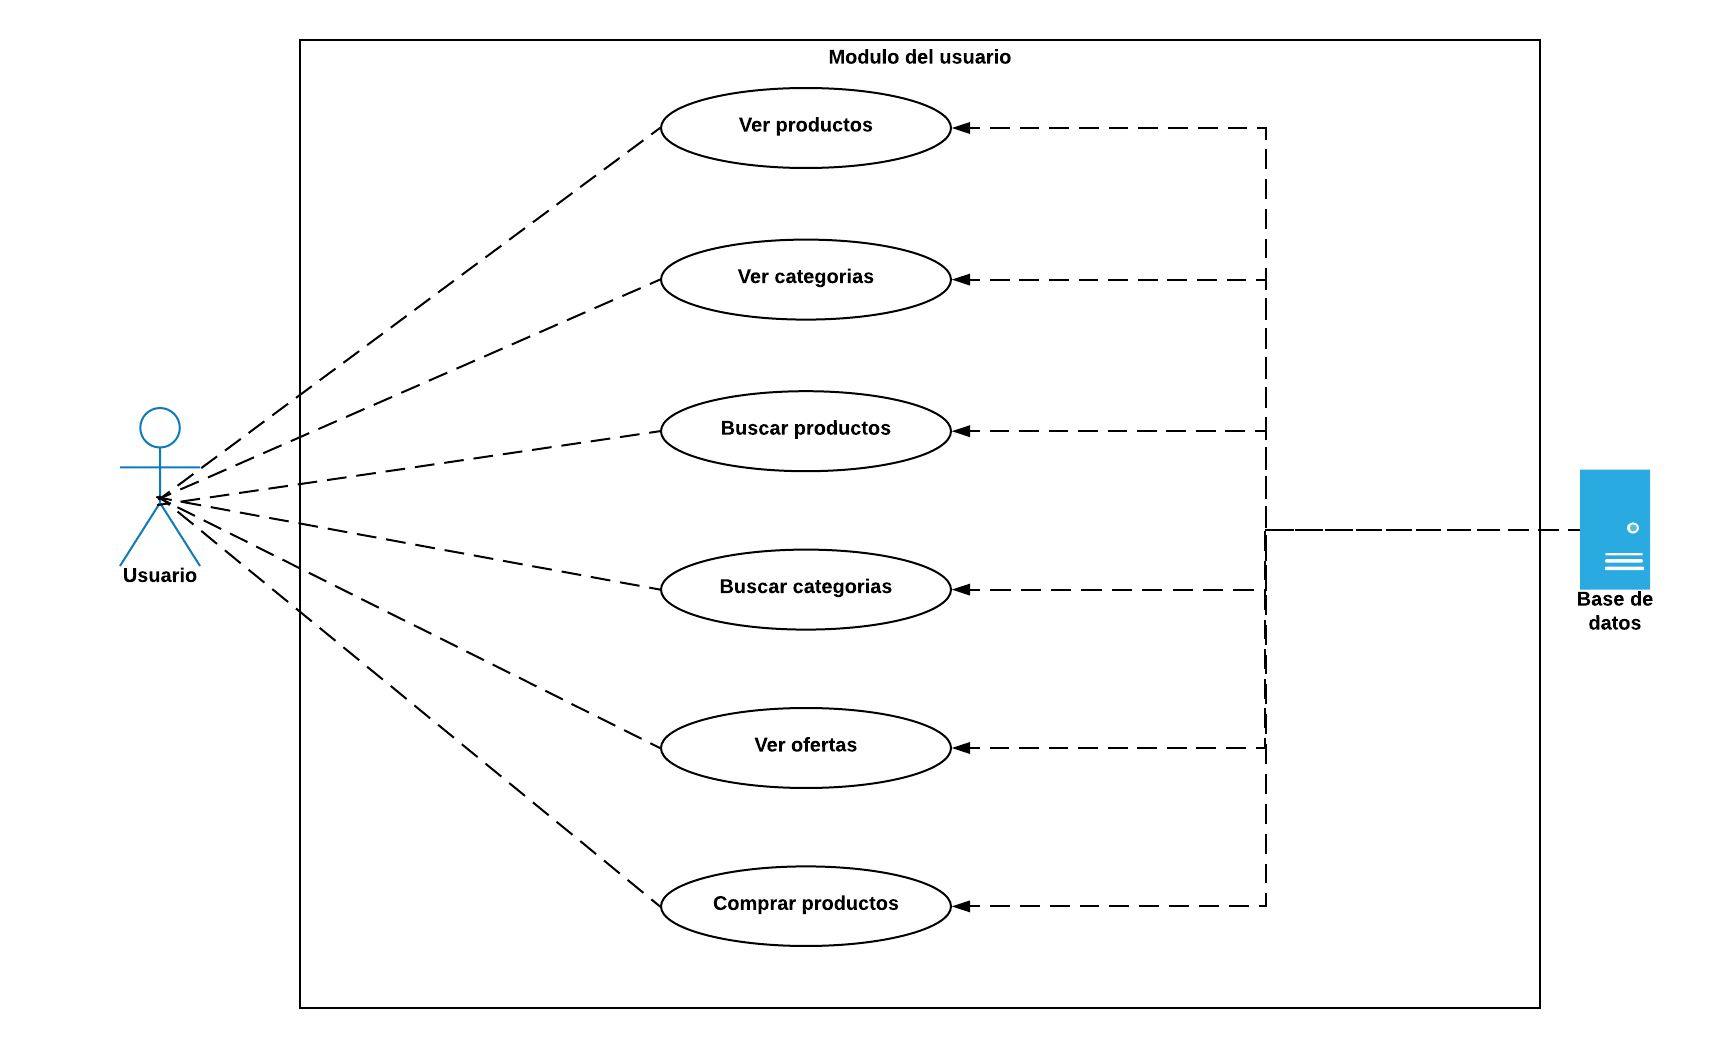 Modulo del usuario
Ver productos
Ver categorias
Buscar productos
Buscar categorias
Ver ofertas
Comprar productos
Usuario
Base de
datos